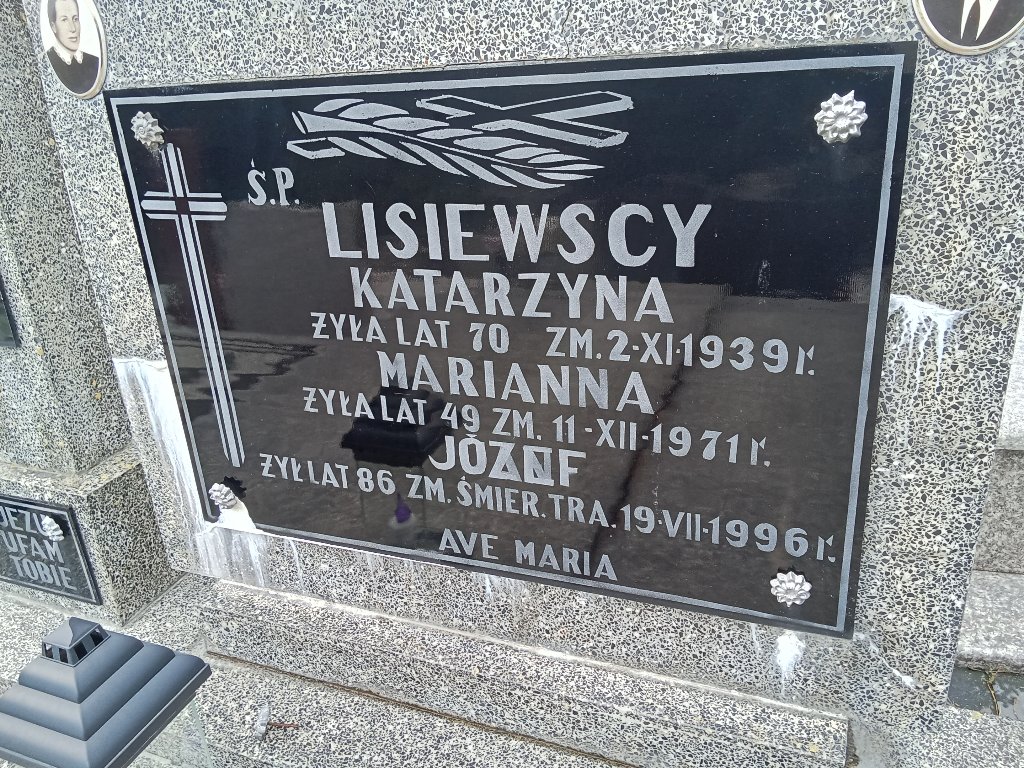 Ś.P.
LISIEWSCY
KATARZYNA
ŻYŁA LAT 70 ZM. 2-XI-1939 r.
MARIANNA
ŻYŁA LAT 49 ZM. 11-XII-1971 r.
JÓZEF
ŻYŁ LAT 86 ZM. ŚMIER. TRA. 19·VII·1996 r.
AVE MARIA
JEZU
UFAM
TOBIE